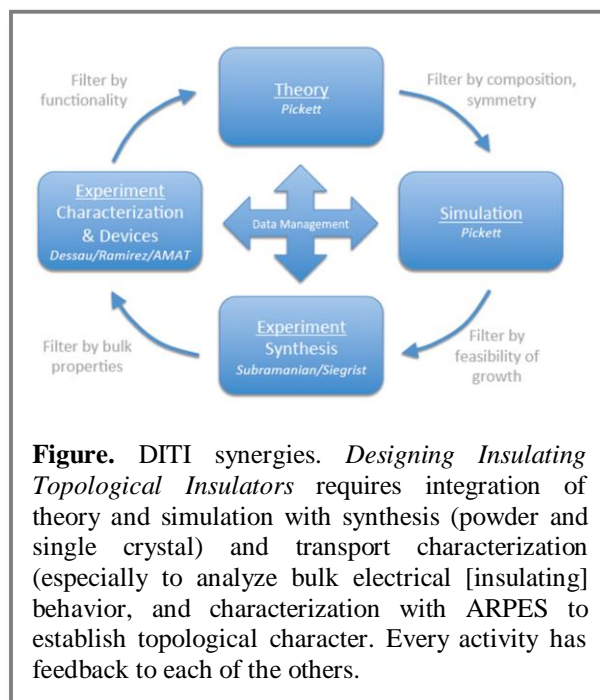 Filter by
functionality
Theory
Pickett
Filter by composition,
symmetry
Experiment
Characterization
& Devices
Dessau/Ramirez/AMAT
Data Management
Simulation
Pickett
Experiment
Synthesis
Subramanian/Siegrist
Filter by bulk
properties
Filter by
feasibility of
growth
Figure. DITI synergies. Designing Insulating
Topological Insulators requires integration of
theory and simulation with synthesis (powder and
single crystal) and transport characterization
(especially to analyze bulk electrical [insulating]
behavior, and characterization with ARPES to
establish topological character. Every activity has
feedback to each of the others.